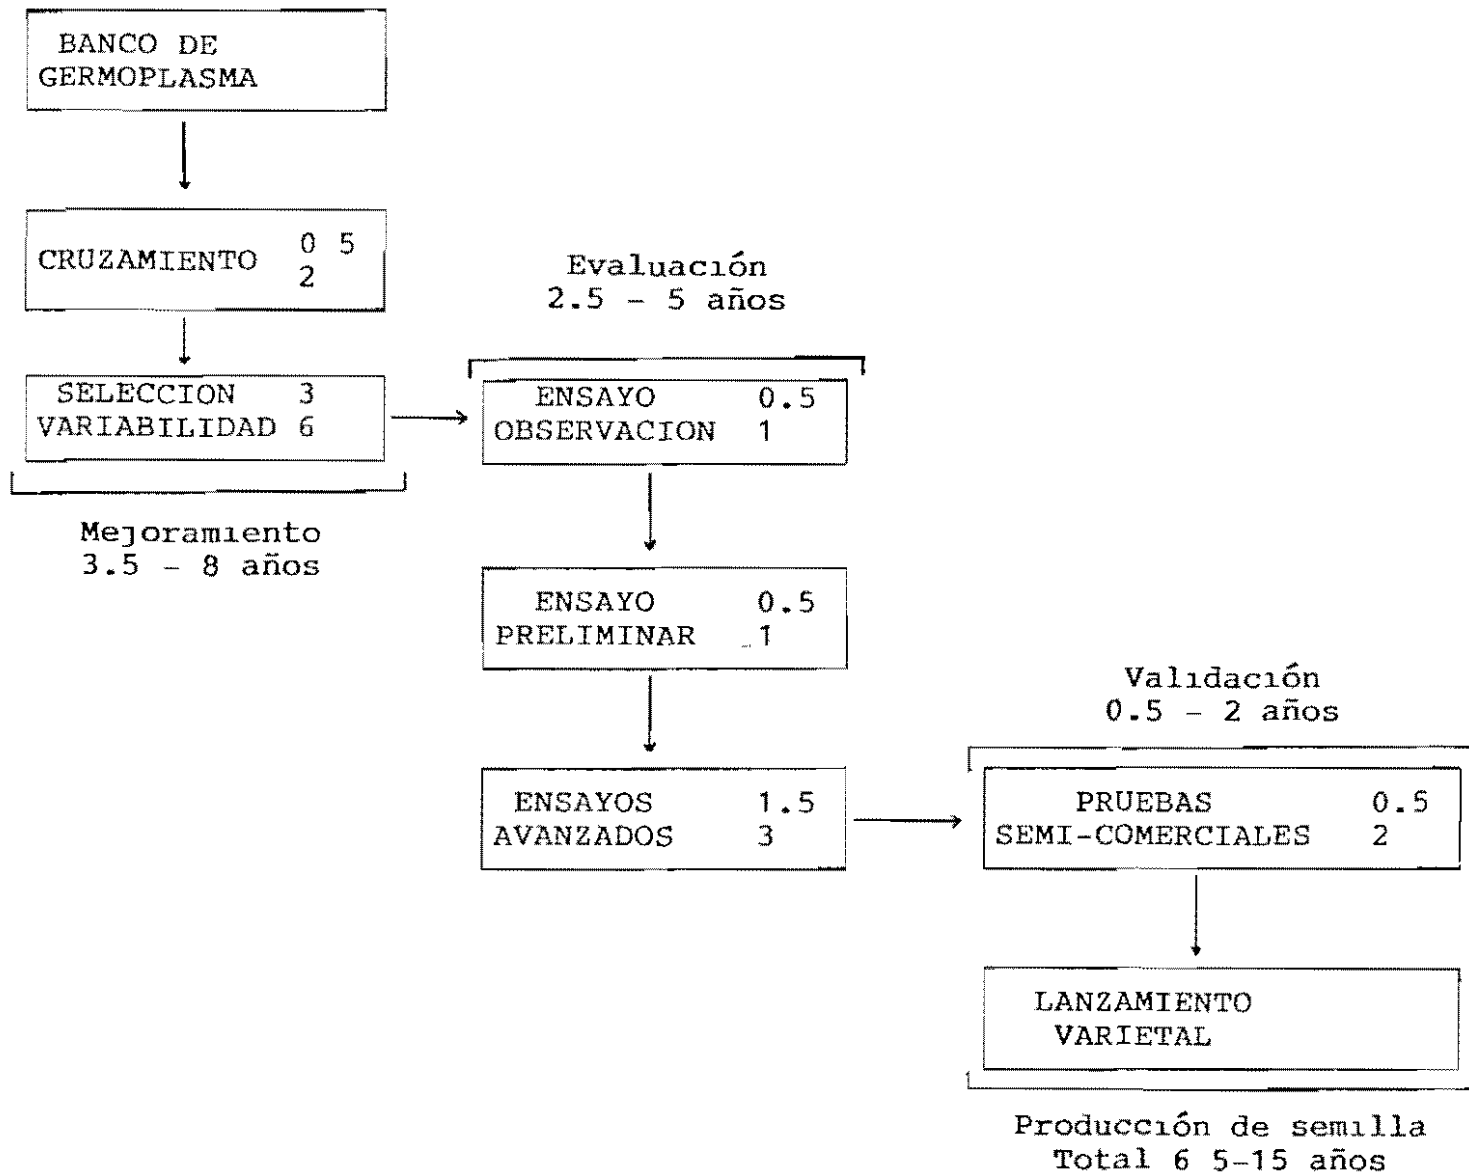 BANCO DE
GERMOPLASMA
CRUZAMIENTO 0 5
2
SELECCION 3
VARIABILIDAD 6
Mejoramiento
3.5 - 8 años
Evaluación
2.5 - 5 años
ENSAYO 0.5
OBSERVACION 1
ENSAYO 0.5
PRELIMINAR 1
ENSAYOS 1.5
AVANZADOS 3
Validación
0.5 - 2 años
PRUEBAS 0.5
SEMI-COMERCIALES 2
LANZAMIENTO
VARIETAL
Producción de semilla
Total 6 5-15 años